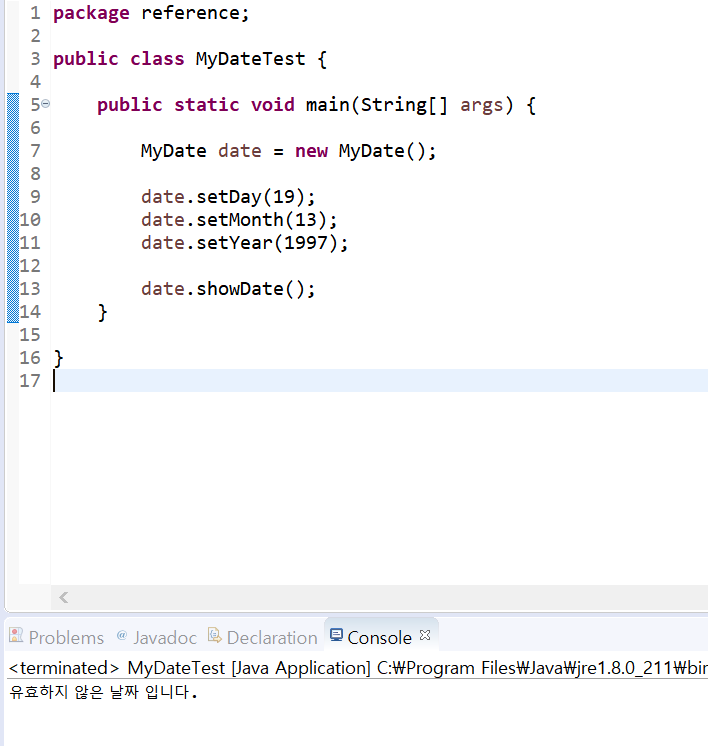 1 package reference;
2
3 public class MyDateTest {
4
5 public static void main(String[] args) {
6
7 MyDate date = new MyDate();
8
9 date.setDay(19);
10 date.setMonth(13);
11 date.setYear(1997);
12
13 date.showDate();
14 }
15
16 }
17
Problems @ Javadoc Declaration Console
<terminated> MyDateTest [Java Application] C:₩Program Files₩Java₩jre1.8.0_211₩bin
유효하지 않은 날짜 입니다.